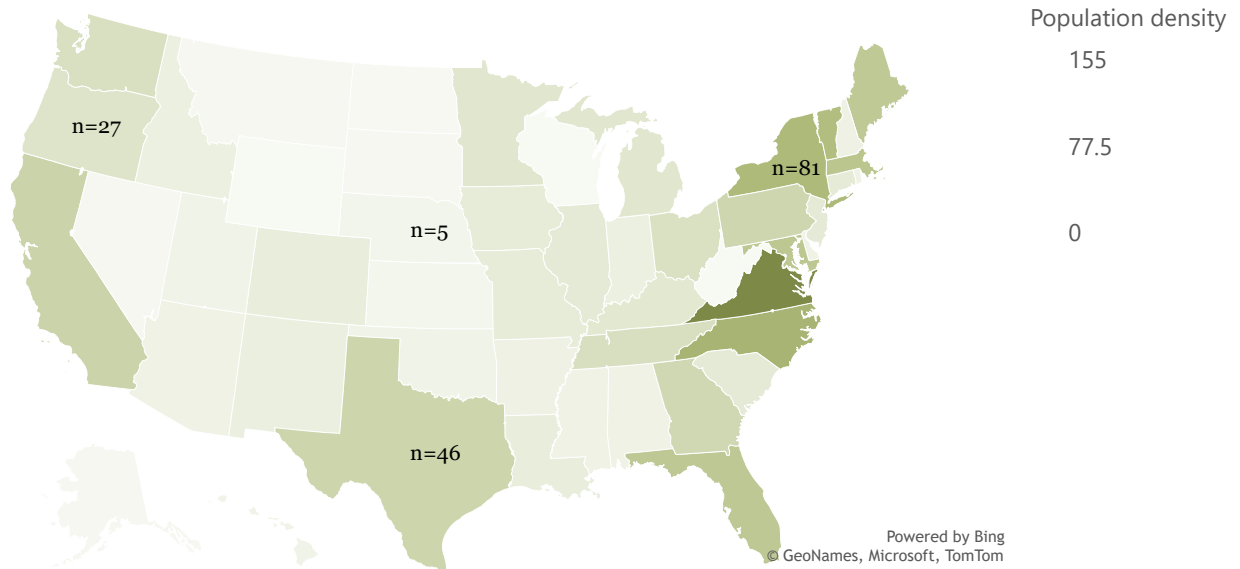 Population density
155
77.5
0
n=27
n=81
n=5
n=46
Powered by Bing
© GeoNames, Microsoft, TomTom